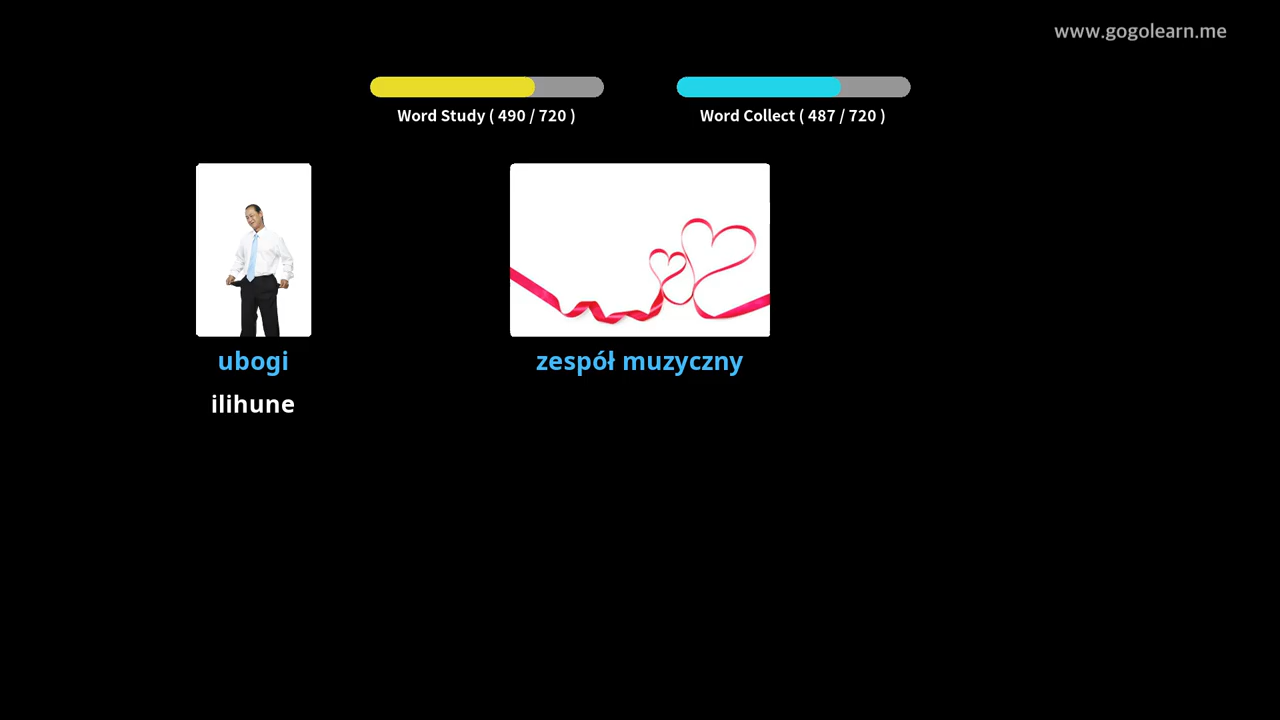 www.gogolearn.me
Word Study ( 490 / 720 )
Word Collect ( 487 / 720 )
ubogi
zespół muzyczny
ilihune